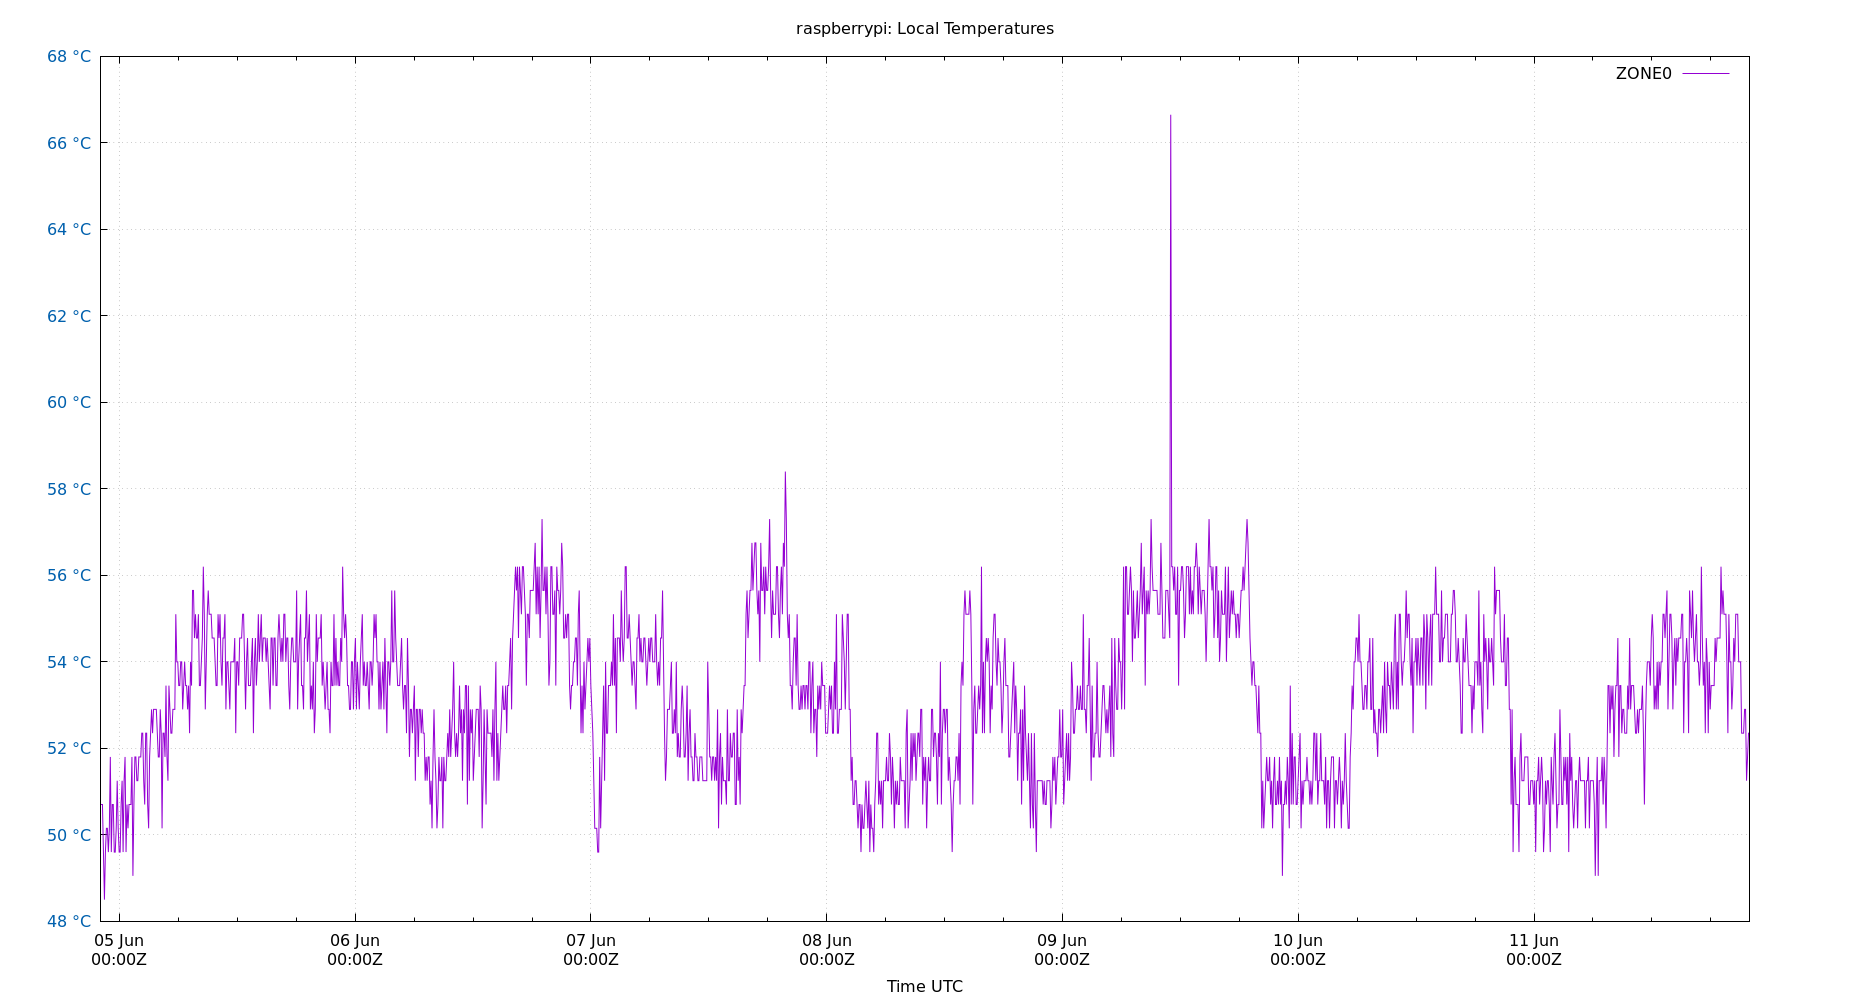 raspberrypi: Local Temperatures
68 °C
ZONE0
66 °C
64 °C
62 °C
60 °C
58 °C
56 °C
54 °C
52 °C
50 °C
48 °C
05 Jun 06 Jun 07 Jun 08 Jun 09 Jun 10 Jun 11 Jun
00:00Z 00:00Z 00:00Z 00:00Z 00:00Z 00:00Z 00:00Z
Time UTC